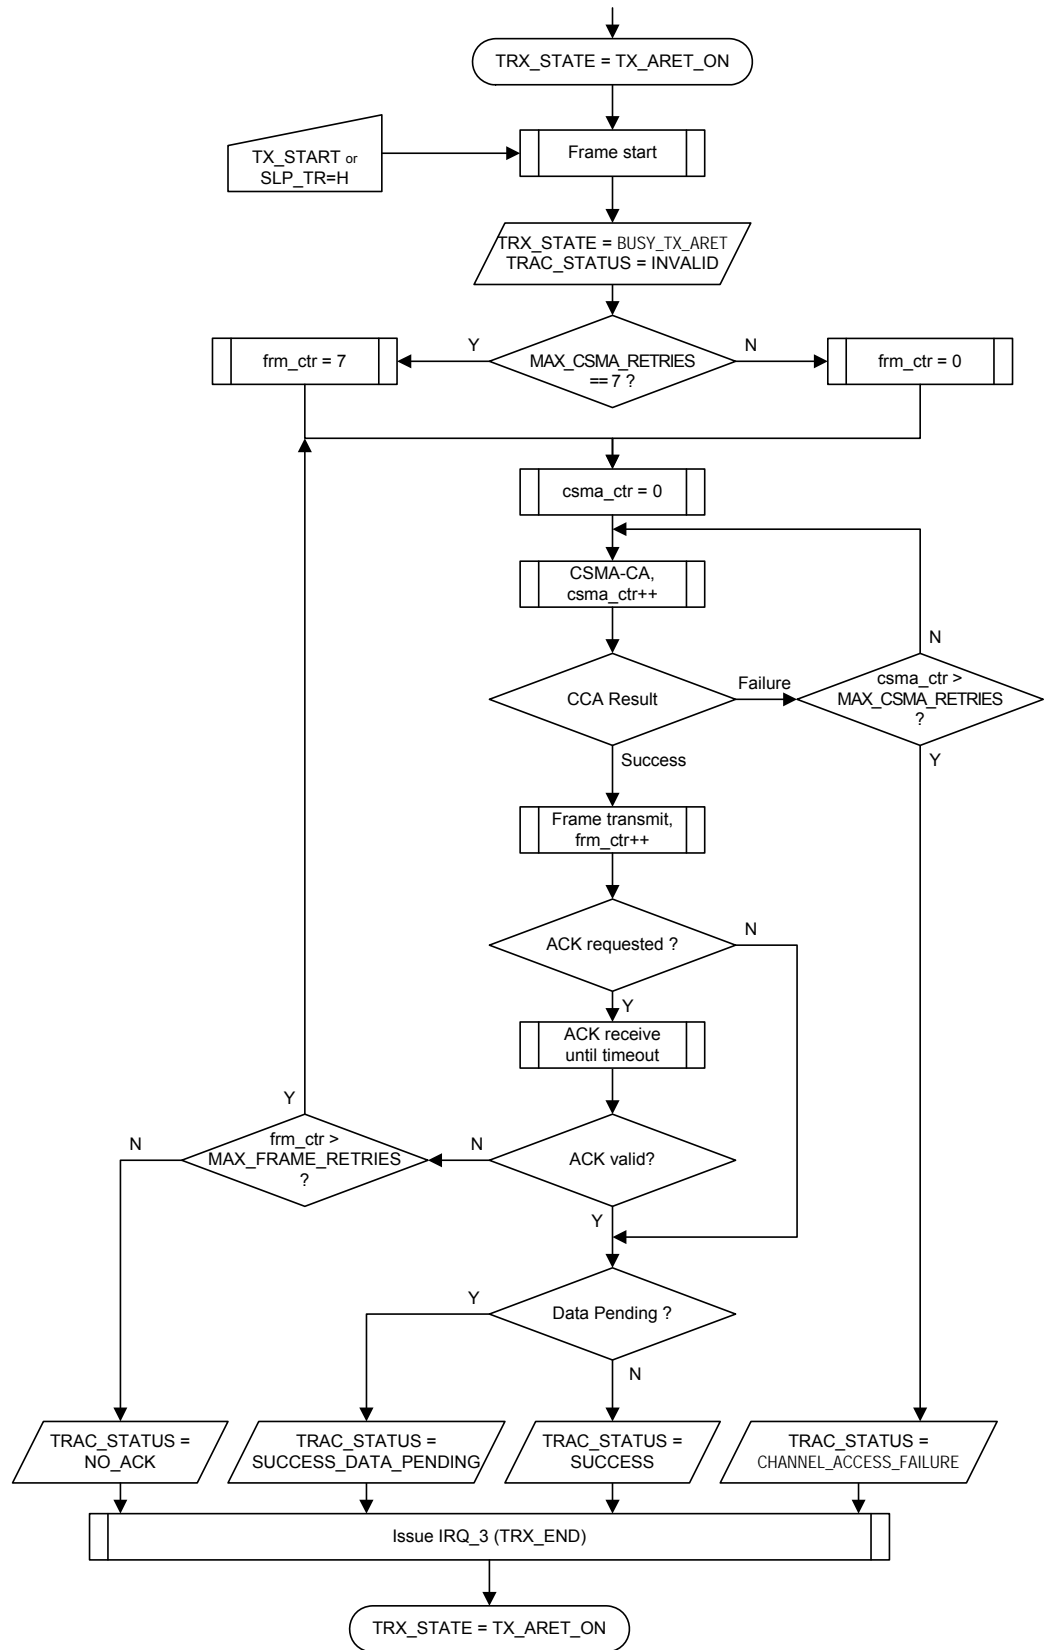 TRX_STATE = TX_ARET_ON
TX_START or
SLP_TR=H
Frame start
TRX_STATE = BUSY_TX_ARET
TRAC_STATUS = INVALID
Y
N
frm_ctr = 7
MAX_CSMA_RETRIES
== 7 ?
frm_ctr = 0
csma_ctr = 0
CSMA-CA,
csma_ctr++
N
CCA Result
Failure
csma_ctr >
MAX_CSMA_RETRIES
?
Success
Y
Frame transmit,
frm_ctr++
ACK requested ?
N
Y
ACK receive
until timeout
Y
N
frm_ctr >
MAX_FRAME_RETRIES
?
N
ACK valid?
Y
Y
Data Pending ?
N
TRAC_STATUS =
NO_ACK
TRAC_STATUS =
SUCCESS_DATA_PENDING
TRAC_STATUS =
SUCCESS
TRAC_STATUS =
CHANNEL_ACCESS_FAILURE
Issue IRQ_3 (TRX_END)
TRX_STATE = TX_ARET_ON